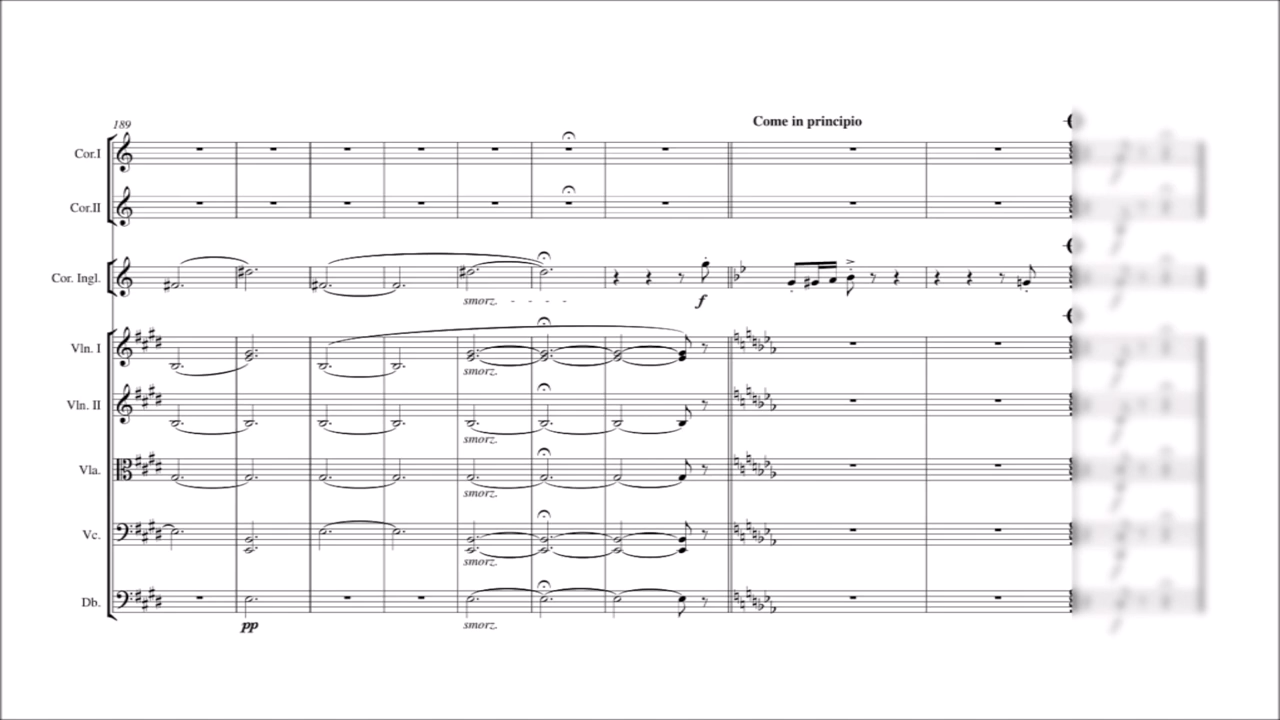 Come in principio
189
Cor.I
Cor.II
Cor. Ingl.
smorz.
f
Vln. I
smorz.
Vln. II
smorz.
Vla.
smorz.
Vc.
smorz.
Db.
pp
smorz.